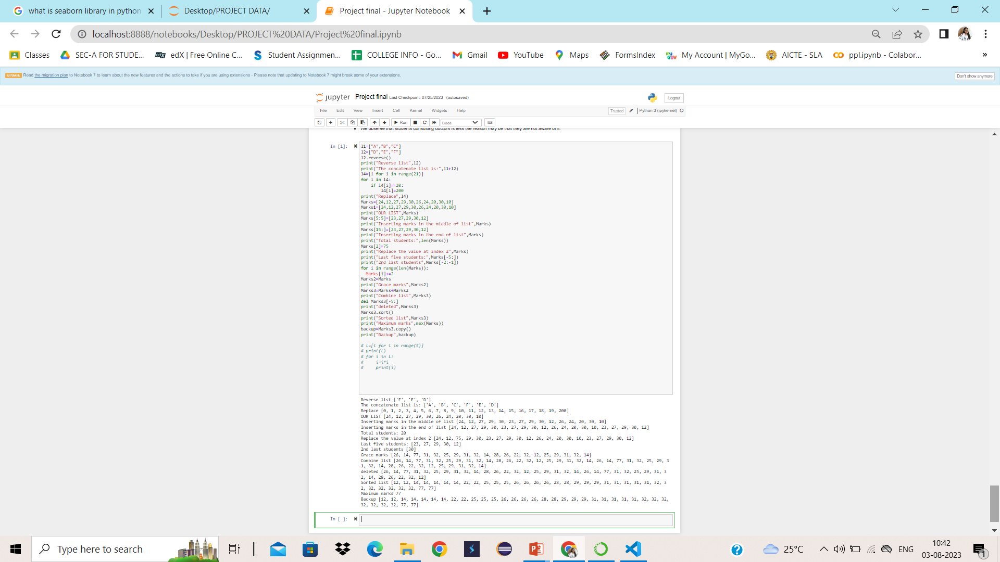 what is seaborn library in python
Desktop/PROJECT DATA/
Project final - Jupyter Notebook
localhost:8888/notebooks/Desktop/PROJECT%20DATA/Project%20final.ipynb
Classes
SEC-A FOR STUDE...
edX | Free Online C...
Student Assignmen...
COLLEGE INFO - Go...
Gmail
YouTube
Maps
FormsIndex
My Account | MyGo...
AICTE - SLA
ppl.ipynb - Colabor...
»
UPDATE Read the migration plan to Notebook 7 to learn about the new features and the actions to take if you are using extensions - Please note that updating to Notebook 7 might break some of your extensions.
Don't show anymore
jupyter Project final Last Checkpoint: 07/25/2023 (autosaved)
Logout
File Edit View Insert Cell Kernel Widgets Help
Trusted
Python 3 (ipykernel)
Run
Code
We observe that students consulting doctors is less the reason may be that they are not aware of it.
In [1]:
l1=["A","B","C"]
l2=["D","E","F"]
l2.reverse()
print("Reverse list",l2)
print("The concatenate list is:",l1+l2)
l4=[i for i in range(21)]
for i in l4:
    if l4[i]==20:
        l4[i]=200
print("Replace",l4)
Marks=[24,12,27,29,30,26,24,20,30,10]
Marks1=[24,12,27,29,30,26,24,20,30,10]
print("OUR LIST",Marks)
Marks[5:5]=[23,27,29,30,12]
print("Inserting marks in the middle of list",Marks)
Marks[15:]=[23,27,29,30,12]
print("Inserting marks in the end of list",Marks)
print("Total students:",len(Marks))
Marks[2]=75
print("Replace the value at index 2",Marks)
print("Last five students:",Marks[-5:])
print("2nd last students",Marks[-2:-1])
for i in range(len(Marks)):
  Marks[i]+=2
Marks2=Marks
print("Grace marks",Marks2)
Marks3=Marks+Marks2
print("Combine list",Marks3)
del Marks3[-5:]
print("deleted",Marks3)
Marks3.sort()
print("Sorted list",Marks3)
print("Maximum marks",max(Marks))
backup=Marks3.copy()
print("Backup",backup)
# L=[i for i in range(5)]
# print(L)
# for i in L:
#     i=i*i
#     print(i)
Reverse list ['F', 'E', 'D']
The concatenate list is: ['A', 'B', 'C', 'F', 'E', 'D']
Replace [0, 1, 2, 3, 4, 5, 6, 7, 8, 9, 10, 11, 12, 13, 14, 15, 16, 17, 18, 19, 200]
OUR LIST [24, 12, 27, 29, 30, 26, 24, 20, 30, 10]
Inserting marks in the middle of list [24, 12, 27, 29, 30, 23, 27, 29, 30, 12, 26, 24, 20, 30, 10]
Inserting marks in the end of list [24, 12, 27, 29, 30, 23, 27, 29, 30, 12, 26, 24, 20, 30, 10, 23, 27, 29, 30, 12]
Total students: 20
Replace the value at index 2 [24, 12, 75, 29, 30, 23, 27, 29, 30, 12, 26, 24, 20, 30, 10, 23, 27, 29, 30, 12]
Last five students: [23, 27, 29, 30, 12]
2nd last students [30]
Grace marks [26, 14, 77, 31, 32, 25, 29, 31, 32, 14, 28, 26, 22, 32, 12, 25, 29, 31, 32, 14]
Combine list [26, 14, 77, 31, 32, 25, 29, 31, 32, 14, 28, 26, 22, 32, 12, 25, 29, 31, 32, 14, 26, 14, 77, 31, 32, 25, 29, 3
1, 32, 14, 28, 26, 22, 32, 12, 25, 29, 31, 32, 14]
deleted [26, 14, 77, 31, 32, 25, 29, 31, 32, 14, 28, 26, 22, 32, 12, 25, 29, 31, 32, 14, 26, 14, 77, 31, 32, 25, 29, 31, 3
2, 14, 28, 26, 22, 32, 12]
Sorted list [12, 12, 14, 14, 14, 14, 14, 22, 22, 25, 25, 25, 26, 26, 26, 26, 28, 28, 29, 29, 29, 31, 31, 31, 31, 31, 32, 3
2, 32, 32, 32, 32, 32, 77, 77]
Maximum marks 77
Backup [12, 12, 14, 14, 14, 14, 14, 22, 22, 25, 25, 25, 26, 26, 26, 26, 28, 28, 29, 29, 29, 31, 31, 31, 31, 31, 32, 32, 32,
32, 32, 32, 32, 77, 77]
In [ ]:
Type here to search
25°C
ENG
10:42
03-08-2023
1